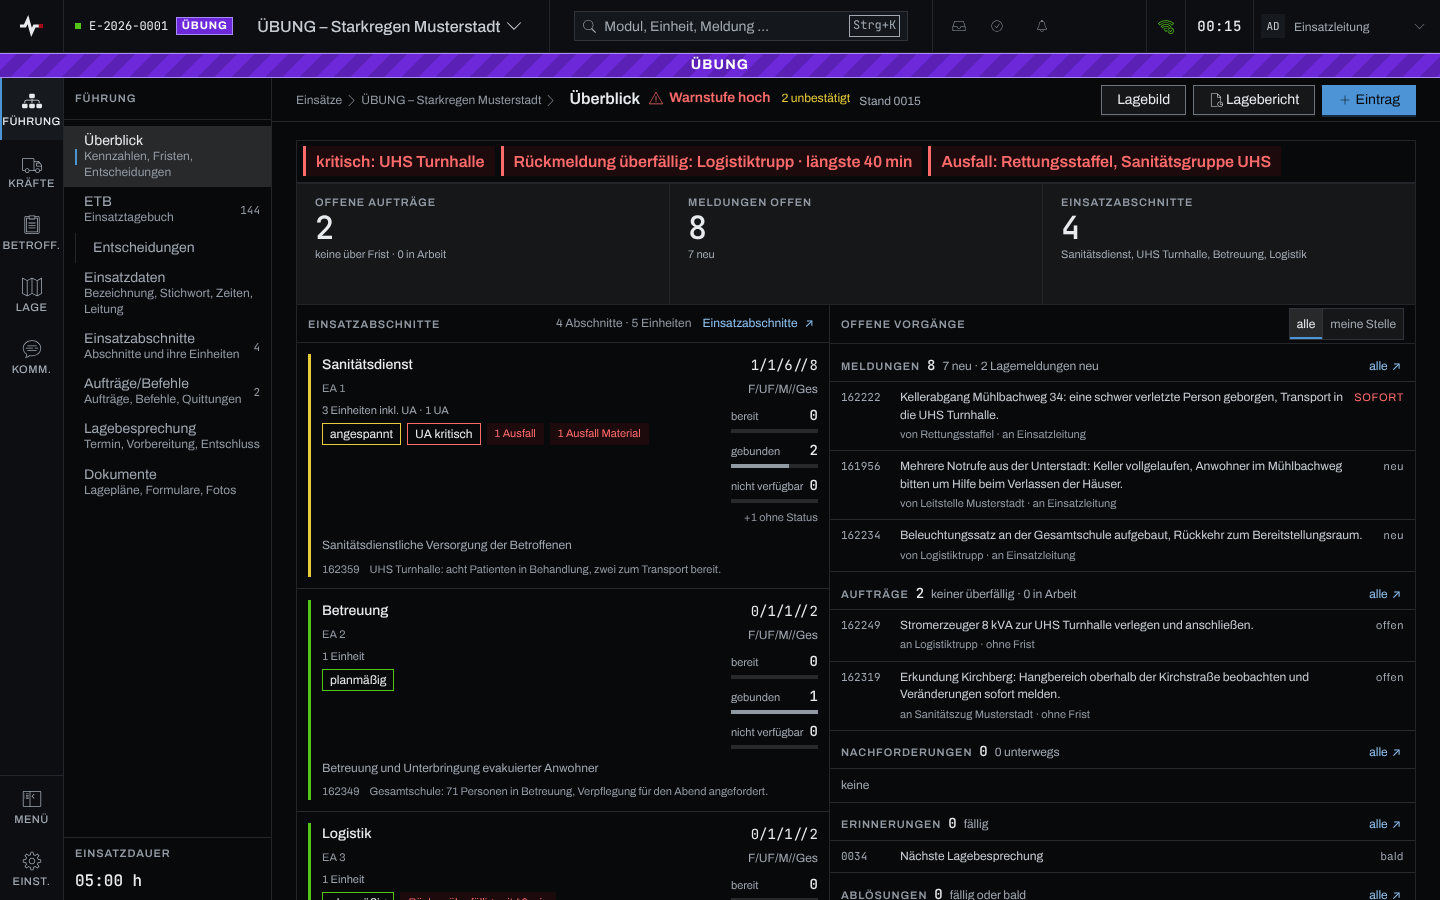 E-2026-0001 ÜBUNG ÜBUNG – Starkregen Musterstadt
Modul, Einheit, Meldung ... Strg+K
00:15 AD Einsatzleitung
ÜBUNG
FÜHRUNG
KRÄFTE
BETROFF.
LAGE
KOMM.
MENÜ
EINST.
FÜHRUNG
Überblick
Kennzahlen, Fristen,
Entscheidungen
ETB
Einsatztagebuch 144
Entscheidungen
Einsatzdaten
Bezeichnung, Stichwort, Zeiten,
Leitung
Einsatzabschnitte
Abschnitte und ihre Einheiten 4
Aufträge/Befehle
Aufträge, Befehle, Quittungen 2
Lagebesprechung
Termin, Vorbereitung, Entschluss
Dokumente
Lagepläne, Formulare, Fotos
EINSATZDAUER
05:00 h
Einsätze ÜBUNG – Starkregen Musterstadt Überblick Warnstufe hoch 2 unbestätigt Stand 0015
Lagebild Lagebericht + Eintrag
kritisch: UHS Turnhalle Rückmeldung überfällig: Logistiktrupp · längste 40 min Ausfall: Rettungsstaffel, Sanitätsgruppe UHS
OFFENE AUFTRÄGE
2
keine über Frist · 0 in Arbeit
MELDUNGEN OFFEN
8
7 neu
EINSATZABSCHNITTE
4
Sanitätsdienst, UHS Turnhalle, Betreuung, Logistik
EINSATZABSCHNITTE 4 Abschnitte · 5 Einheiten Einsatzabschnitte ↗
Sanitätsdienst 1/1/6//8
EA 1 F/UF/M//Ges
3 Einheiten inkl. UA · 1 UA
angespannt UA kritisch 1 Ausfall 1 Ausfall Material
bereit 0
gebunden 2
nicht verfügbar 0
+1 ohne Status
Sanitätsdienstliche Versorgung der Betroffenen
162359 UHS Turnhalle: acht Patienten in Behandlung, zwei zum Transport bereit.
Betreuung 0/1/1//2
EA 2 F/UF/M//Ges
1 Einheit
planmäßig
bereit 0
gebunden 1
nicht verfügbar 0
Betreuung und Unterbringung evakuierter Anwohner
162349 Gesamtschule: 71 Personen in Betreuung, Verpflegung für den Abend angefordert.
Logistik 0/1/1//2
EA 3 F/UF/M//Ges
1 Einheit
bereit 0
OFFENE VORGÄNGE alle meine Stelle
MELDUNGEN 8 7 neu · 2 Lagemeldungen neu alle ↗
162222 Kellerabgang Mühlbachweg 34: eine schwer verletzte Person geborgen, Transport in SOFORT
die UHS Turnhalle.
von Rettungsstaffel · an Einsatzleitung
161956 Mehrere Notrufe aus der Unterstadt: Keller vollgelaufen, Anwohner im Mühlbachweg neu
bitten um Hilfe beim Verlassen der Häuser.
von Leitstelle Musterstadt · an Einsatzleitung
162234 Beleuchtungssatz an der Gesamtschule aufgebaut, Rückkehr zum Bereitstellungsraum. neu
von Logistiktrupp · an Einsatzleitung
AUFTRÄGE 2 keiner überfällig · 0 in Arbeit alle ↗
162249 Stromerzeuger 8 kVA zur UHS Turnhalle verlegen und anschließen. offen
an Logistiktrupp · ohne Frist
162319 Erkundung Kirchberg: Hangbereich oberhalb der Kirchstraße beobachten und offen
Veränderungen sofort melden.
an Sanitätszug Musterstadt · ohne Frist
NACHFORDERUNGEN 0 0 unterwegs alle ↗
keine
ERINNERUNGEN 0 fällig alle ↗
0034 Nächste Lagebesprechung bald
ABLÖSUNGEN 0 fällig oder bald alle ↗